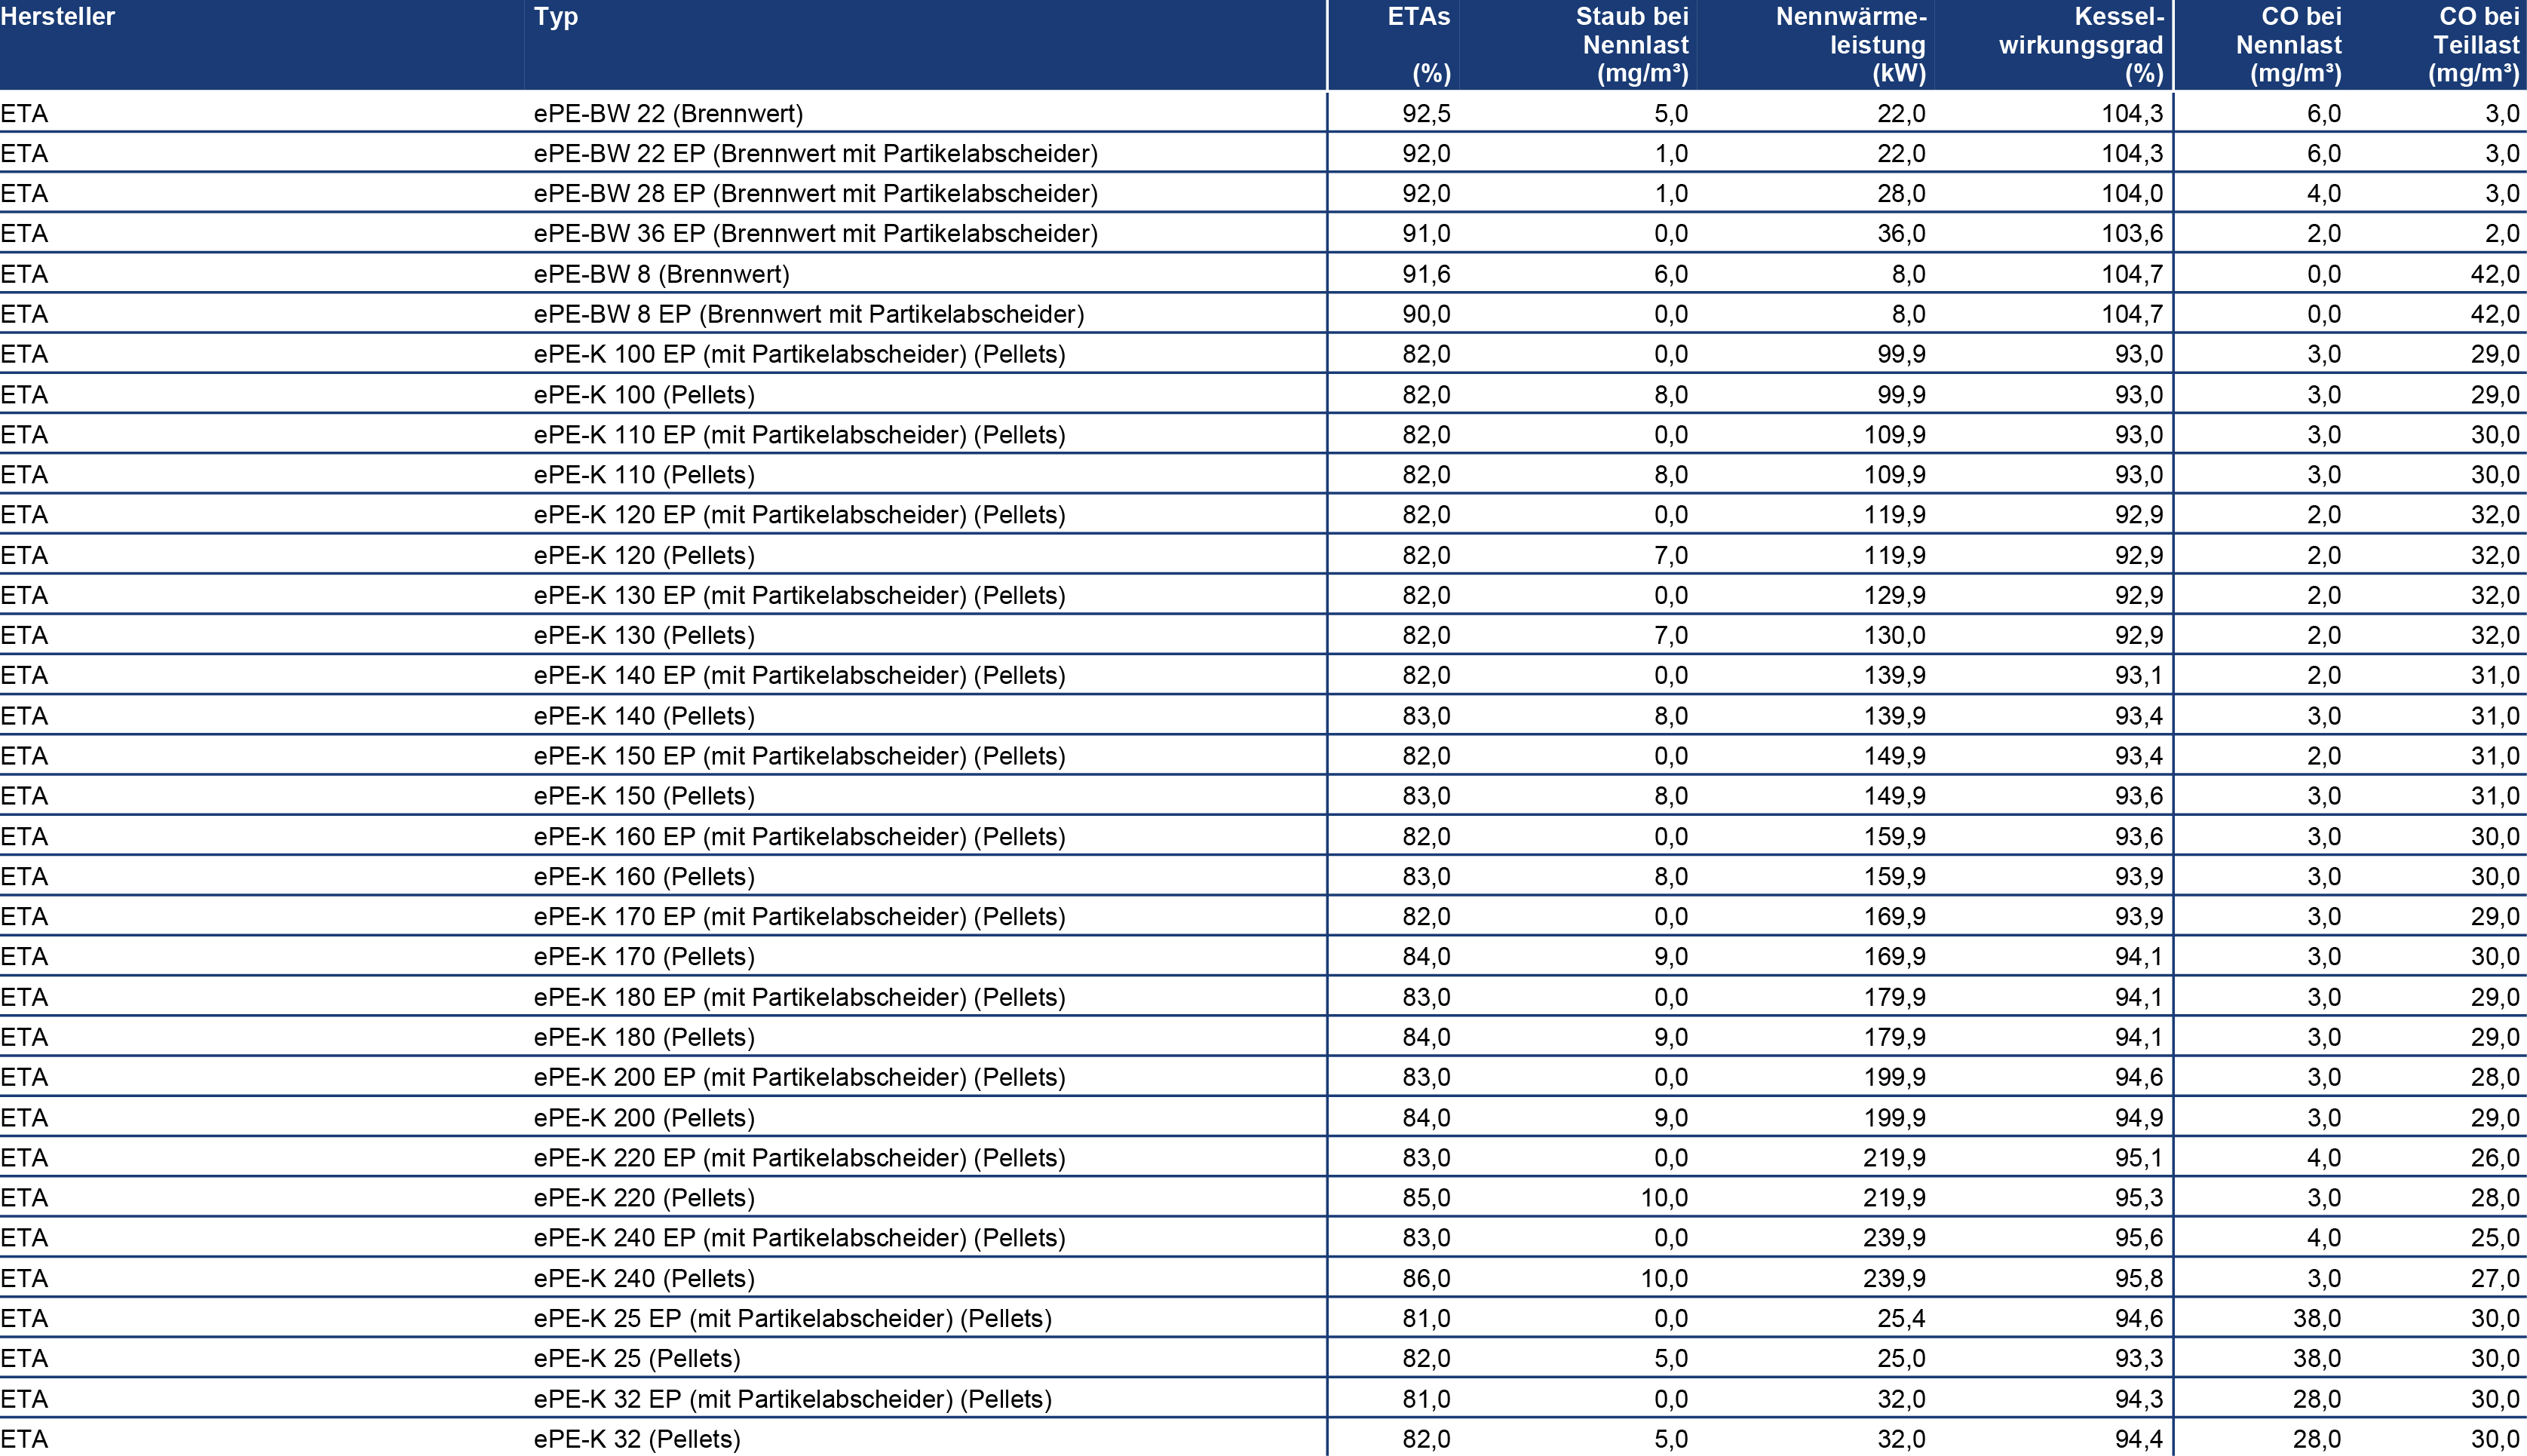 Hersteller Typ ETAs Staub bei Nennwärme- Kessel- CO bei CO bei
Nennlast leistung wirkungsgrad Nennlast Teillast
(%) (mg/m³) (kW) (%) (mg/m³) (mg/m³)
ETA ePE-BW 22 (Brennwert) 92,5 5,0 22,0 104,3 6,0 3,0
ETA ePE-BW 22 EP (Brennwert mit Partikelabscheider) 92,0 1,0 22,0 104,3 6,0 3,0
ETA ePE-BW 28 EP (Brennwert mit Partikelabscheider) 92,0 1,0 28,0 104,0 4,0 3,0
ETA ePE-BW 36 EP (Brennwert mit Partikelabscheider) 91,0 0,0 36,0 103,6 2,0 2,0
ETA ePE-BW 8 (Brennwert) 91,6 6,0 8,0 104,7 0,0 42,0
ETA ePE-BW 8 EP (Brennwert mit Partikelabscheider) 90,0 0,0 8,0 104,7 0,0 42,0
ETA ePE-K 100 EP (mit Partikelabscheider) (Pellets) 82,0 0,0 99,9 93,0 3,0 29,0
ETA ePE-K 100 (Pellets) 82,0 8,0 99,9 93,0 3,0 29,0
ETA ePE-K 110 EP (mit Partikelabscheider) (Pellets) 82,0 0,0 109,9 93,0 3,0 30,0
ETA ePE-K 110 (Pellets) 82,0 8,0 109,9 93,0 3,0 30,0
ETA ePE-K 120 EP (mit Partikelabscheider) (Pellets) 82,0 0,0 119,9 92,9 2,0 32,0
ETA ePE-K 120 (Pellets) 82,0 7,0 119,9 92,9 2,0 32,0
ETA ePE-K 130 EP (mit Partikelabscheider) (Pellets) 82,0 0,0 129,9 92,9 2,0 32,0
ETA ePE-K 130 (Pellets) 82,0 7,0 130,0 92,9 2,0 32,0
ETA ePE-K 140 EP (mit Partikelabscheider) (Pellets) 82,0 0,0 139,9 93,1 2,0 31,0
ETA ePE-K 140 (Pellets) 83,0 8,0 139,9 93,4 3,0 31,0
ETA ePE-K 150 EP (mit Partikelabscheider) (Pellets) 82,0 0,0 149,9 93,4 2,0 31,0
ETA ePE-K 150 (Pellets) 83,0 8,0 149,9 93,6 3,0 31,0
ETA ePE-K 160 EP (mit Partikelabscheider) (Pellets) 82,0 0,0 159,9 93,6 3,0 30,0
ETA ePE-K 160 (Pellets) 83,0 8,0 159,9 93,9 3,0 30,0
ETA ePE-K 170 EP (mit Partikelabscheider) (Pellets) 82,0 0,0 169,9 93,9 3,0 29,0
ETA ePE-K 170 (Pellets) 84,0 9,0 169,9 94,1 3,0 30,0
ETA ePE-K 180 EP (mit Partikelabscheider) (Pellets) 83,0 0,0 179,9 94,1 3,0 29,0
ETA ePE-K 180 (Pellets) 84,0 9,0 179,9 94,1 3,0 29,0
ETA ePE-K 200 EP (mit Partikelabscheider) (Pellets) 83,0 0,0 199,9 94,6 3,0 28,0
ETA ePE-K 200 (Pellets) 84,0 9,0 199,9 94,9 3,0 29,0
ETA ePE-K 220 EP (mit Partikelabscheider) (Pellets) 83,0 0,0 219,9 95,1 4,0 26,0
ETA ePE-K 220 (Pellets) 85,0 10,0 219,9 95,3 3,0 28,0
ETA ePE-K 240 EP (mit Partikelabscheider) (Pellets) 83,0 0,0 239,9 95,6 4,0 25,0
ETA ePE-K 240 (Pellets) 86,0 10,0 239,9 95,8 3,0 27,0
ETA ePE-K 25 EP (mit Partikelabscheider) (Pellets) 81,0 0,0 25,4 94,6 38,0 30,0
ETA ePE-K 25 (Pellets) 82,0 5,0 25,0 93,3 38,0 30,0
ETA ePE-K 32 EP (mit Partikelabscheider) (Pellets) 81,0 0,0 32,0 94,3 28,0 30,0
ETA ePE-K 32 (Pellets) 82,0 5,0 32,0 94,4 28,0 30,0